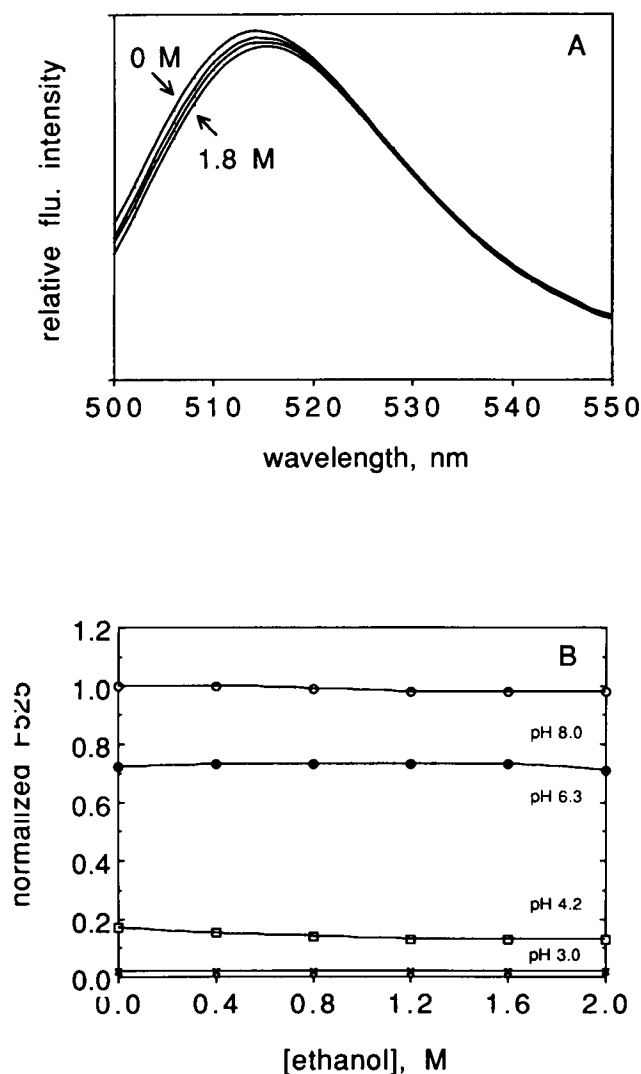 A
0 M
1.8 M
relative flu. intensity
500 510 520 530 540 550
wavelength, nm
B
1.2
1.0
0.8
0.6
0.4
0.2
0.0
pH 8.0
pH 6.3
pH 4.2
pH 3.0
normalized F525
0.0 0.4 0.8 1.2 1.6 2.0
[ethanol], M